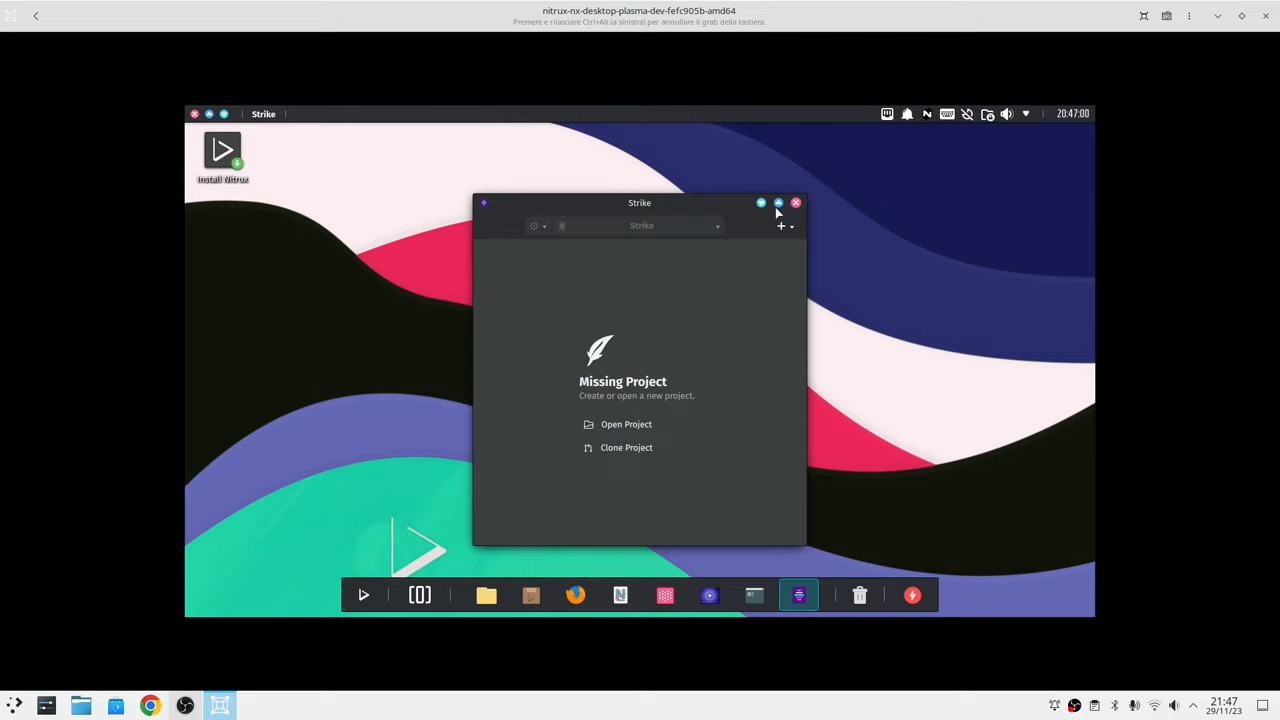 nitrux-nx-desktop-plasma-dev-fefc905b-amd64
Premere e rilasciare Ctrl+Alt (a sinistra) per annullare il grab della tastiera.
Strike
20:47:00
Install Nitrux
Strike
Strike
Missing Project
Create or open a new project.
Open Project
Clone Project
21:47
29/11/23